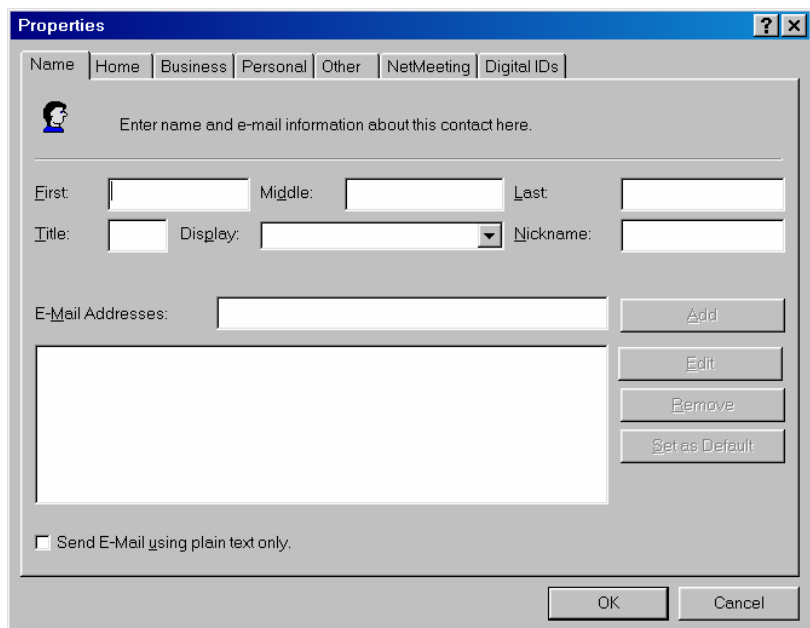 Properties
Name Home Business Personal Other NetMeeting Digital IDs
Enter name and e-mail information about this contact here.
First: Middle: Last:
Title: Display: Nickname:
E-Mail Addresses: Add
Edit
Remove
Set as Default
Send E-Mail using plain text only.
OK Cancel